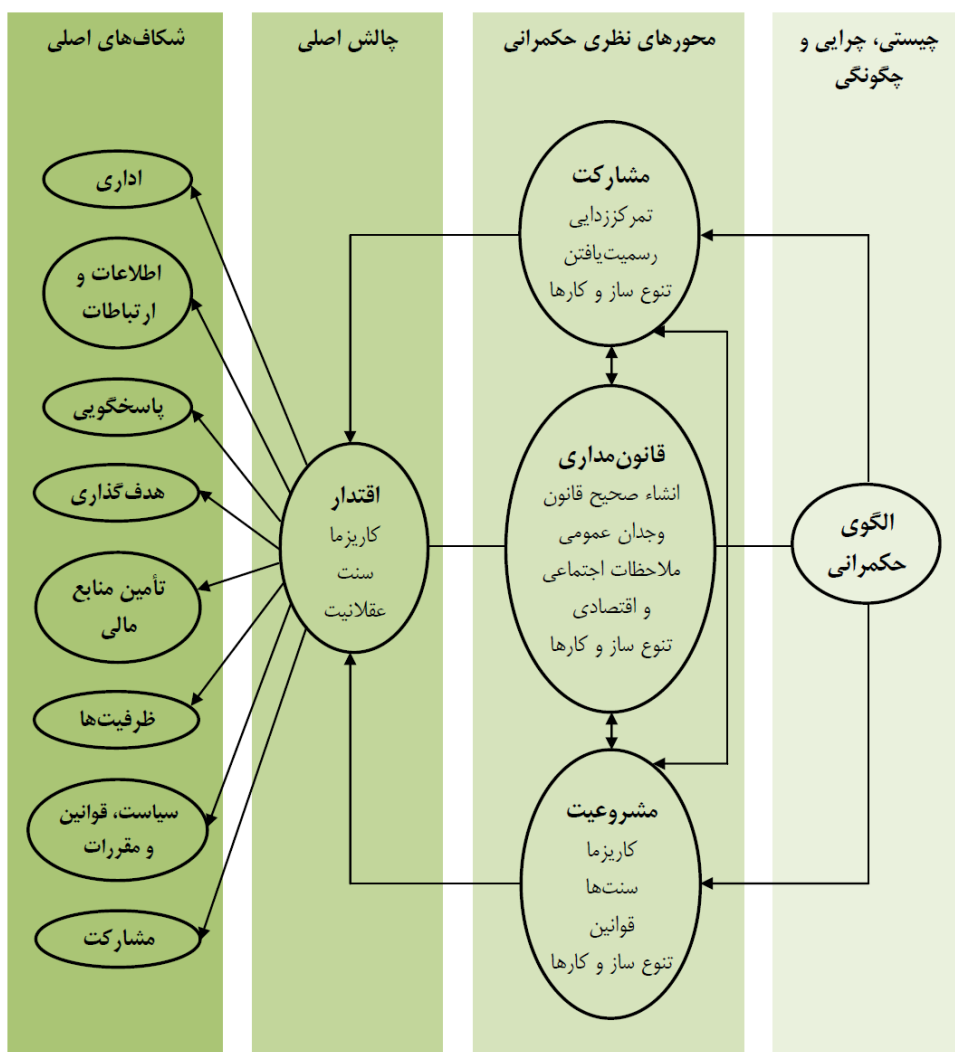 چیستی، چرایی و
چگونگی
محورهای نظری حکمرانی
چالش اصلی
شکاف‌های اصلی
الگوی
حکمرانی
مشارکت
تمرکززدایی
رسمیت‌یافتن
تنوع ساز و کارها
قانون‌مداری
انشاء صحیح قانون
وجدان عمومی
ملاحظات اجتماعی
و اقتصادی
تنوع ساز و کارها
مشروعیت
کاریزما
سنت‌ها
قوانین
تنوع ساز و کارها
اقتدار
کاریزما
سنت
عقلانیت
اداری
اطلاعات و
ارتباطات
پاسخگویی
هدف‌گذاری
تأمین منابع
مالی
ظرفیت‌ها
سیاست، قوانین
و مقررات
مشارکت